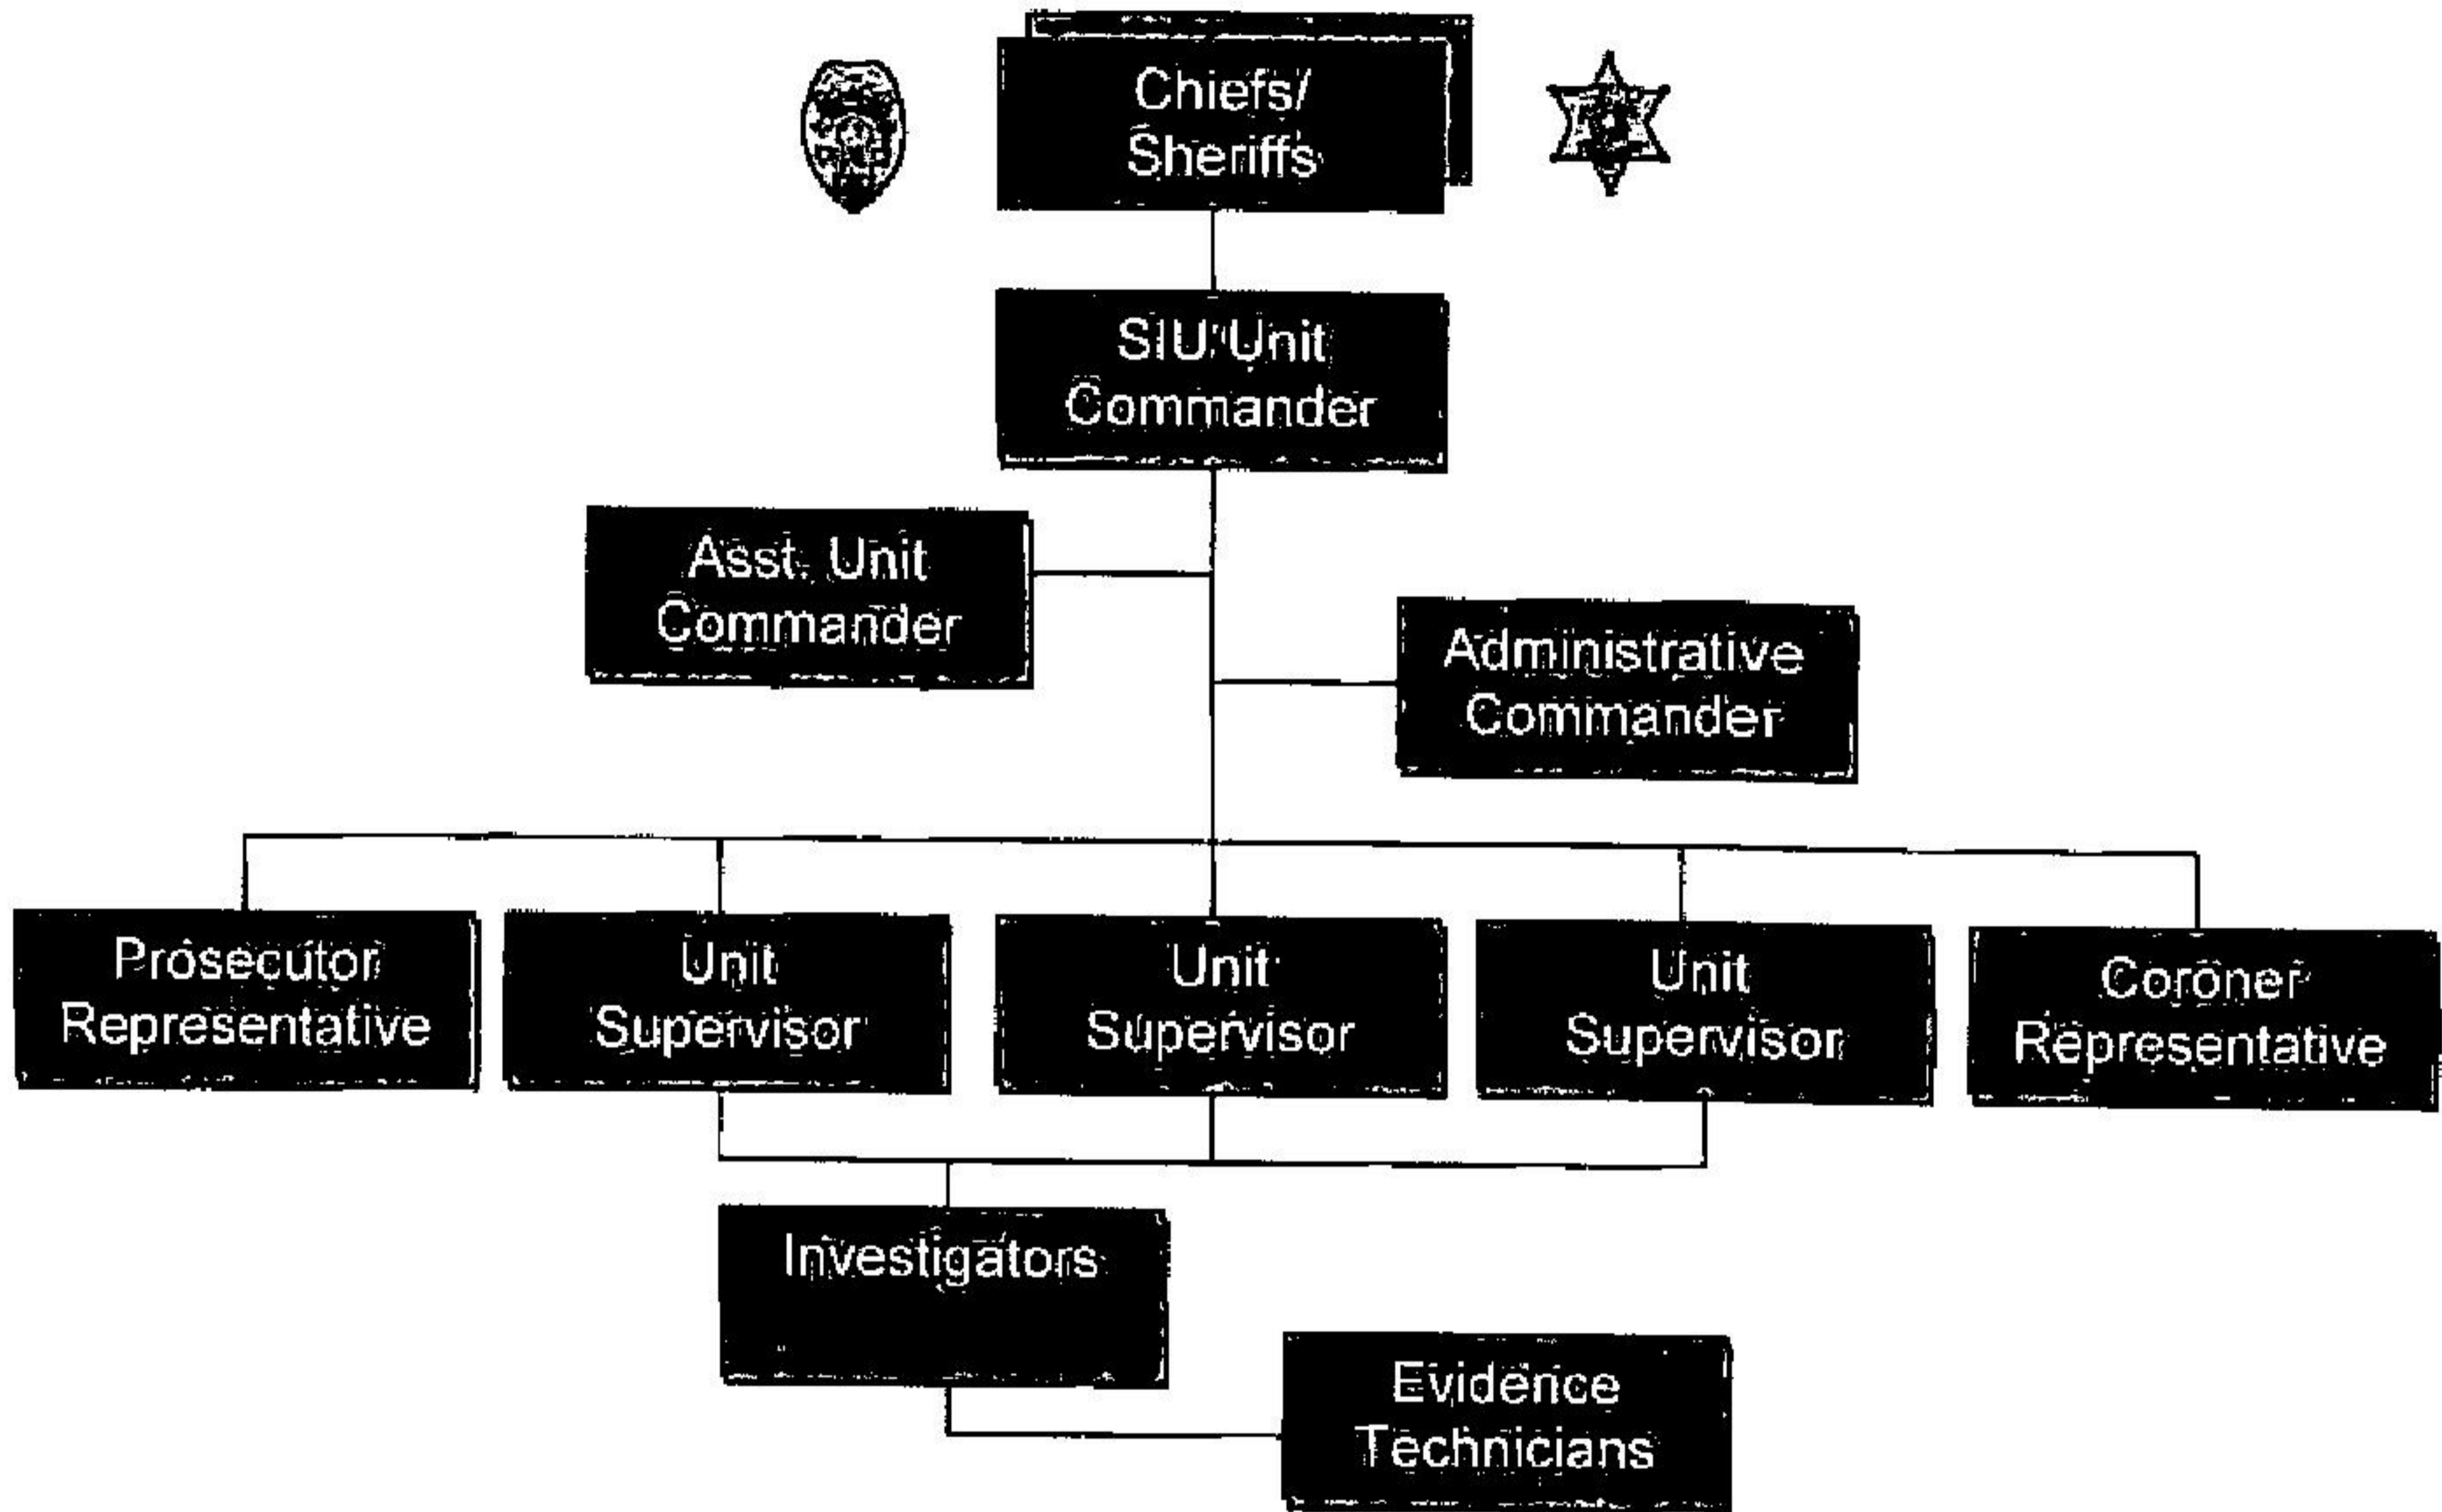 Chiefs/
Sheriffs
SIU Unit
Commander
Asst. Unit
Commander
Administrative
Commander
Prosecutor
Representative
Unit
Supervisor
Unit
Supervisor
Unit
Supervisor
Coroner
Representative
Investigators
Evidence
Technicians